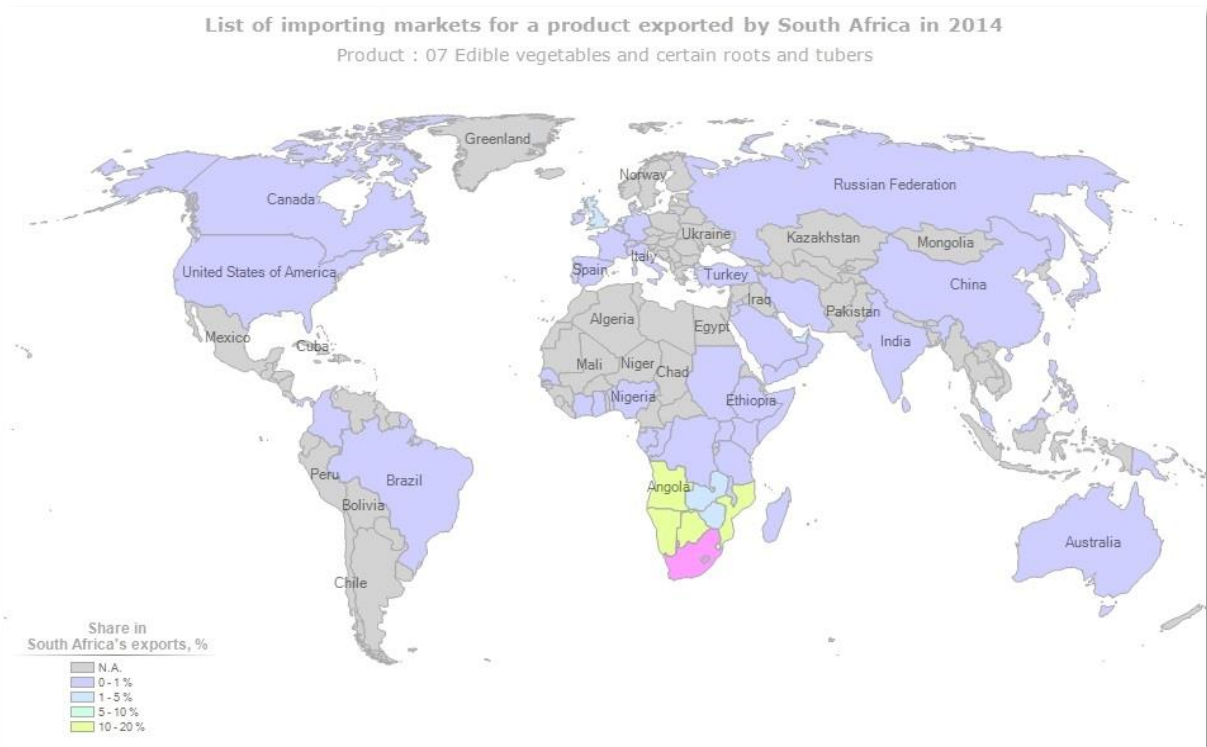 List of importing markets for a product exported by South Africa in 2014
Product : 07 Edible vegetables and certain roots and tubers
Greenland
Norway
Russian Federation
Canada
Ukraine
Kazakhstan
Mongolia
Italy
United States of America
Spain
Turkey
China
Iraq
Pakistan
Algeria
Egypt
Mexico
Cuba
India
Mali
Niger
Chad
Nigeria
Ethiopia
Peru
Brazil
Angola
Bolivia
Australia
Chile
Share in
South Africa's exports, %
N.A.
0 - 1 %
1 - 5 %
5 - 10 %
10 - 20 %